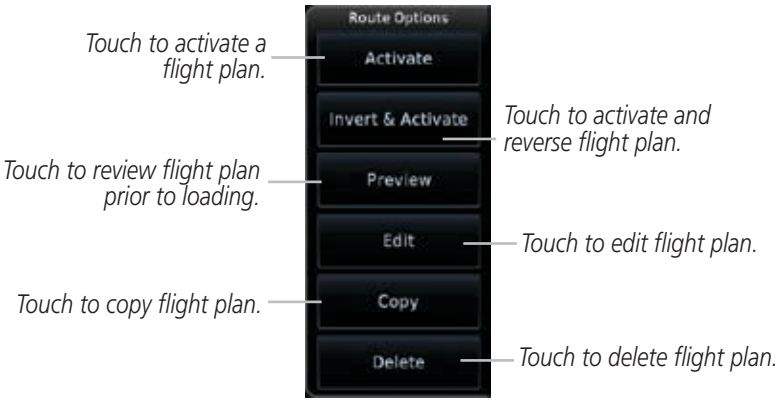 Route Options
Touch to activate a
flight plan.
Activate
Invert & Activate
Touch to activate and
reverse flight plan.
Touch to review flight plan
prior to loading.
Preview
Edit
Touch to edit flight plan.
Touch to copy flight plan.
Copy
Delete
Touch to delete flight plan.